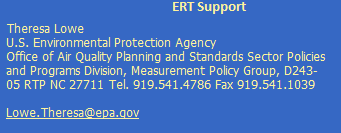 ERT Support
Theresa Lowe
U.S. Environmental Protection Agency
Office of Air Quality Planning and Standards Sector Policies
and Programs Division, Measurement Policy Group, D243-
05 RTP NC 27711 Tel. 919.541.4786 Fax 919.541.1039
Lowe.Theresa@epa.gov